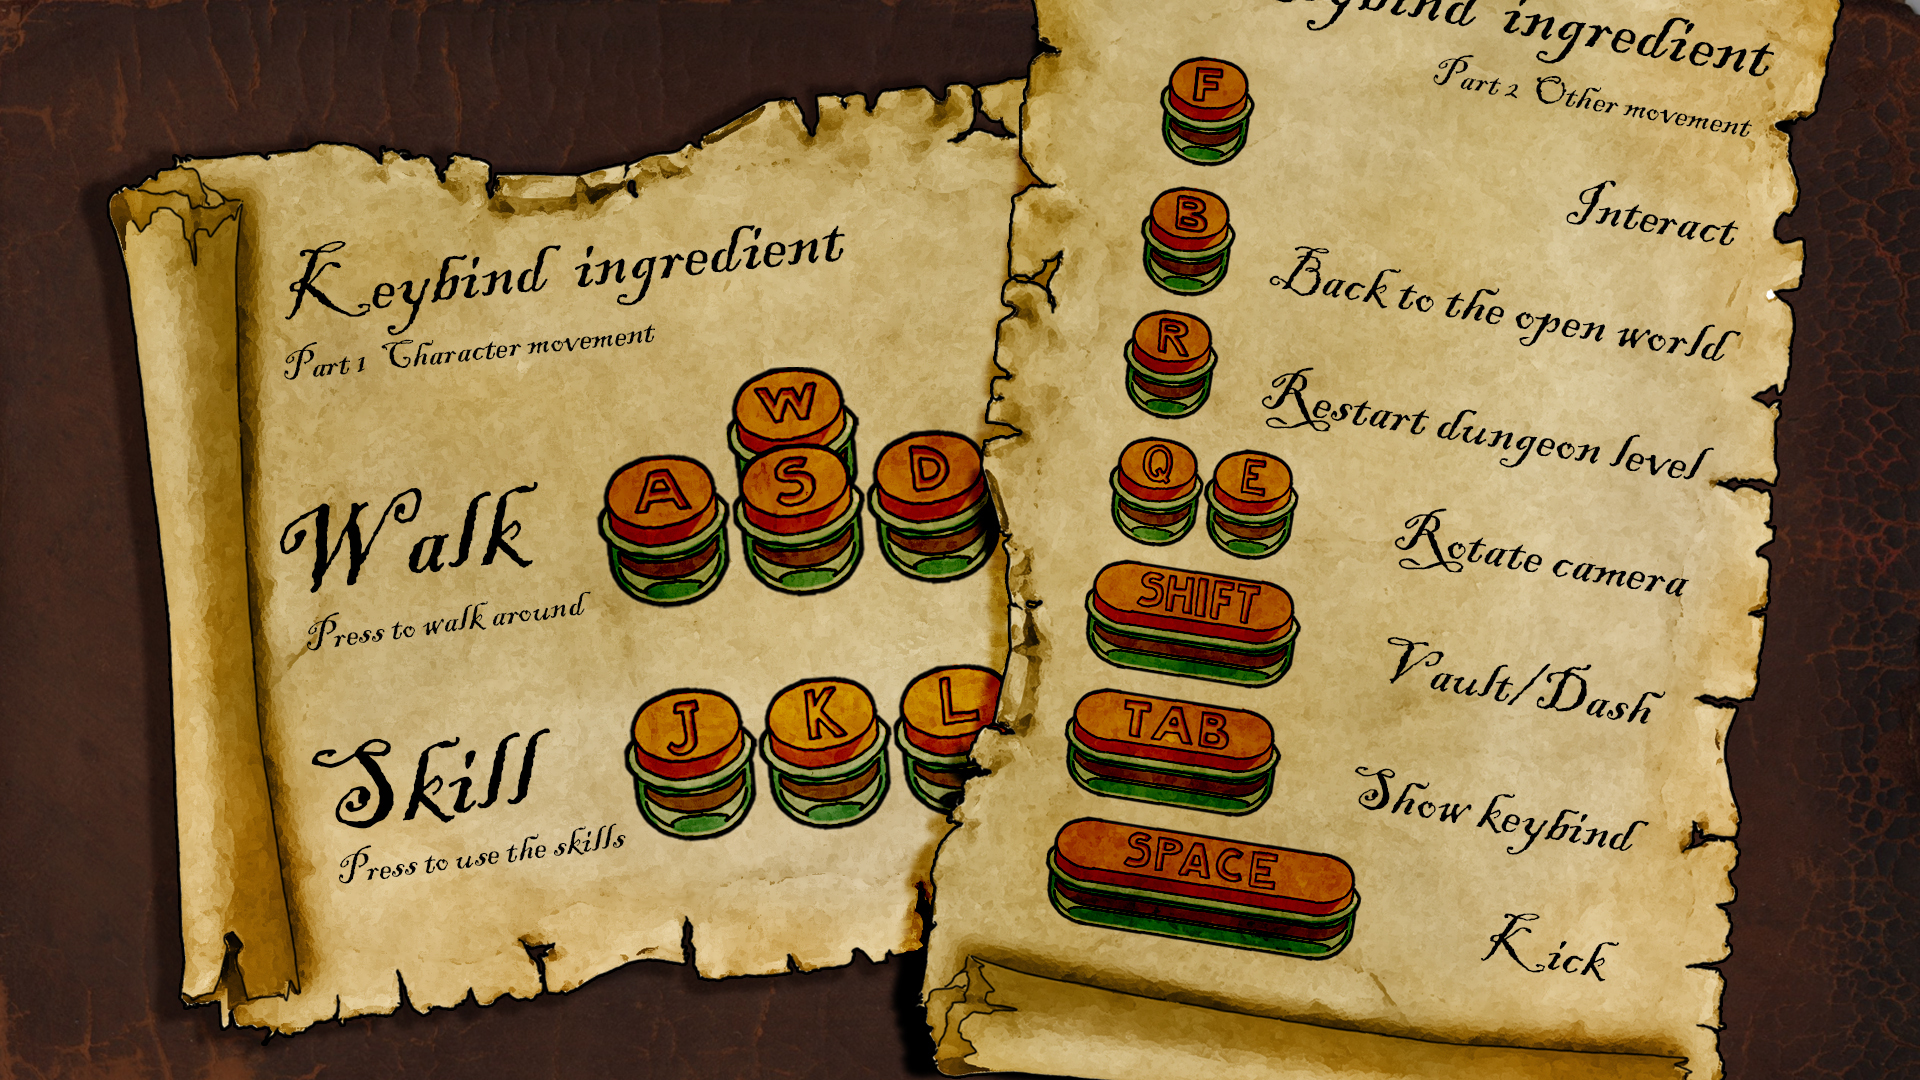 Keybind ingredient
Part 1 Character movement
W
A S D
Walk
Press to walk around
J K L
Skill
Press to use the skills
ingredient
Part 2 Other movement
F
Interact
B
Back to the open world
R
Restart dungeon level
Q E
Rotate camera
SHIFT
Vault/Dash
TAB
Show keybind
SPACE
Kick